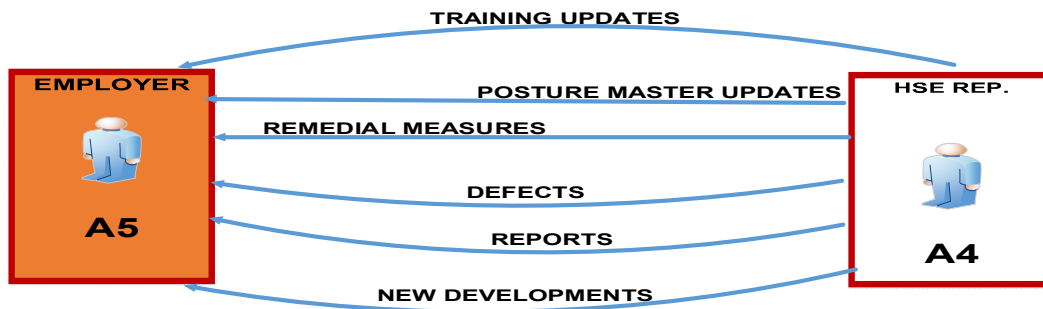 TRAINING UPDATES
EMPLOYER
HSE REP.
POSTURE MASTER UPDATES
REMEDIAL MEASURES
DEFECTS
A5
REPORTS
A4
NEW DEVELOPMENTS